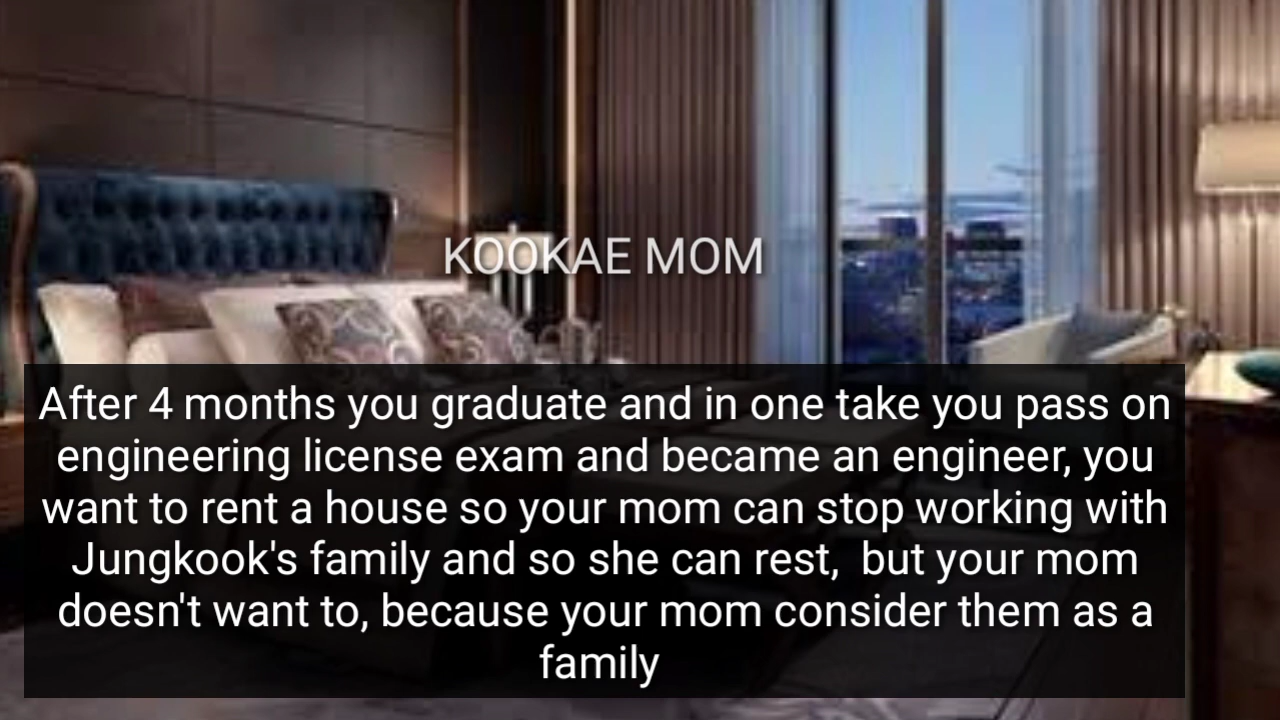 KOOKAE MOM
After 4 months you graduate and in one take you pass on
engineering license exam and became an engineer, you
want to rent a house so your mom can stop working with
Jungkook's family and so she can rest,  but your mom
doesn't want to, because your mom consider them as a
family